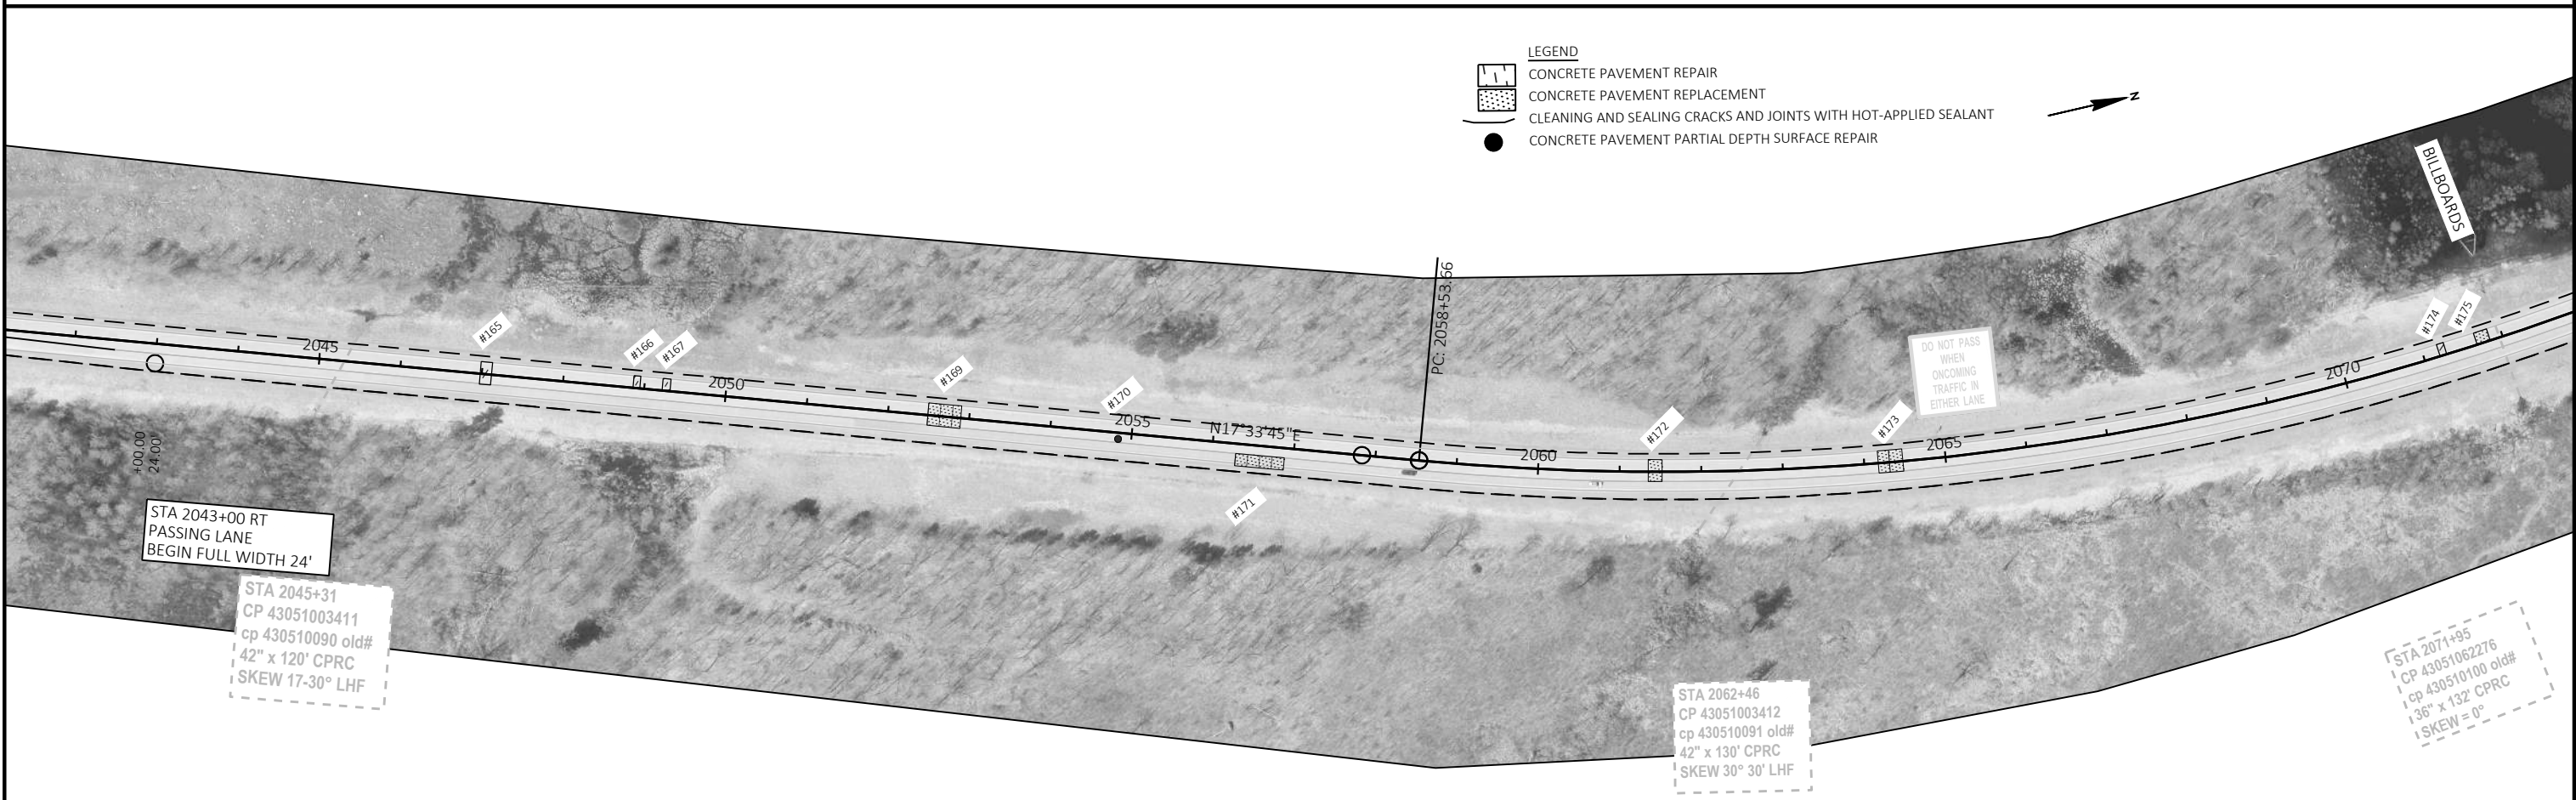 LEGEND
CONCRETE PAVEMENT REPAIR
CONCRETE PAVEMENT REPLACEMENT
CLEANING AND SEALING CRACKS AND JOINTS WITH HOT-APPLIED SEALANT
CONCRETE PAVEMENT PARTIAL DEPTH SURFACE REPAIR
N
BILLBOARDS
2045
#165
#166
#167
2050
#169
#170
2055
N17°33'45"E
#171
PC: 2058+53.66
2060
#172
DO NOT PASS
WHEN
ONCOMING
TRAFFIC IN
EITHER LANE
#173
2065
2070
#174
#175
+00.00
24.00'
STA 2043+00 RT
PASSING LANE
BEGIN FULL WIDTH 24'
STA 2045+31
CP 43051003411
cp 430510090 old#
42" x 120' CPRC
SKEW 17-30° LHF
STA 2062+46
CP 43051003412
cp 430510091 old#
42" x 130' CPRC
SKEW 30° 30' LHF
STA 2071+95
CP 43051062276
cp 430510100 old#
36" x 132' CPRC
SKEW = 0°